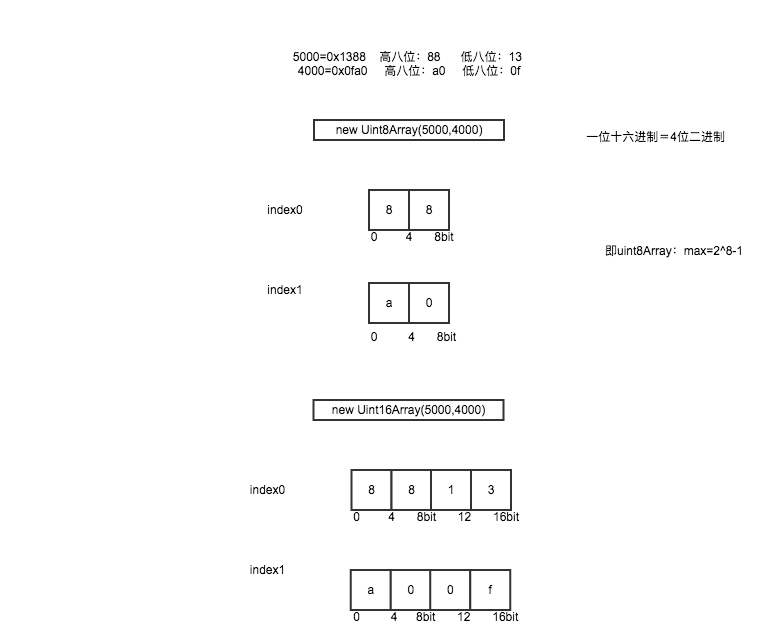 5000=0x1388 高八位：88 低八位：13
4000=0x0fa0 高八位：a0 低八位：0f
new Uint8Array(5000,4000)
一位十六进制＝4位二进制
index0
8 8
0 4 8bit
即uint8Array：max=2^8-1
index1
a 0
0 4 8bit
new Uint16Array(5000,4000)
index0
8 8 1 3
0 4 8bit 12 16bit
index1
a 0 0 f
0 4 8bit 12 16bit